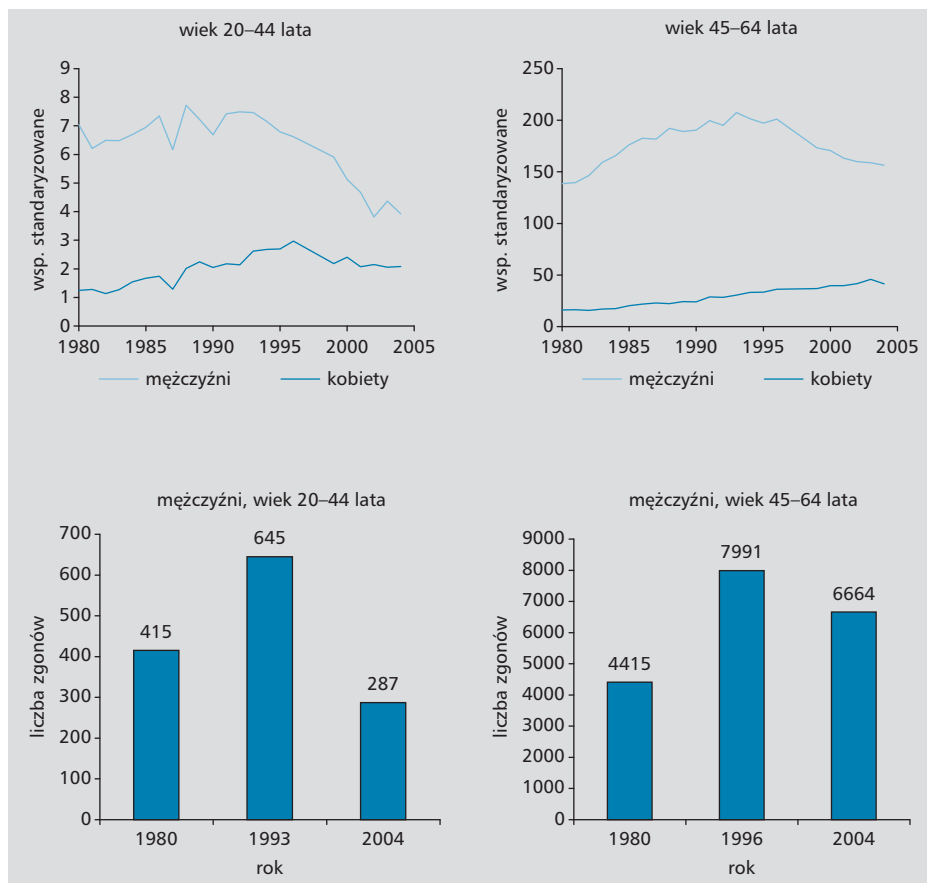 wiek 20–44 lata
wsp. standaryzowane
9
8
7
6
5
4
3
2
1
0
1980 1985 1990 1995 2000 2005
mężczyźni kobiety
wiek 45–64 lata
wsp. standaryzowane
250
200
150
100
50
0
1980 1985 1990 1995 2000 2005
mężczyźni kobiety
mężczyźni, wiek 20–44 lata
liczba zgonów
700
600
500
400
300
200
100
0
415
645
287
1980 1993 2004
rok
mężczyźni, wiek 45–64 lata
liczba zgonów
9000
8000
7000
6000
5000
4000
3000
2000
1000
0
4415
7991
6664
1980 1996 2004
rok